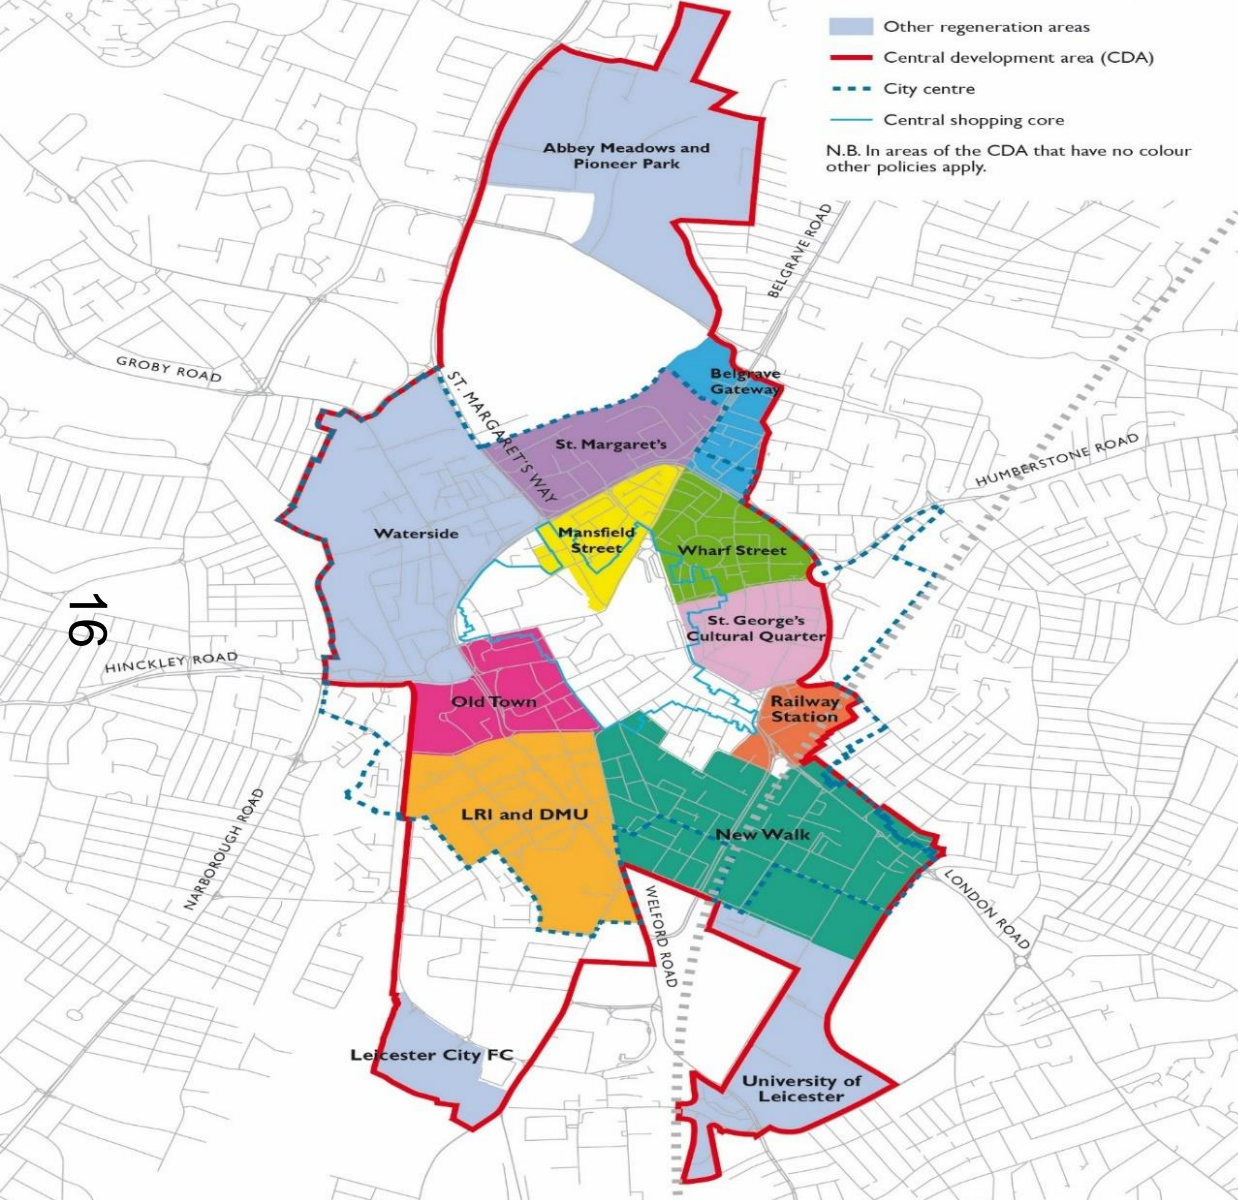 Other regeneration areas
Central development area (CDA)
City centre
Central shopping core
N.B. In areas of the CDA that have no colour
other policies apply.
Abbey Meadows and
Pioneer Park
BELGRAVE ROAD
GROBY ROAD
ST. MARGARET'S WAY
Belgrave
Gateway
St. Margaret's
HUMBERSTONE ROAD
Waterside
Mansfield
Street
Wharf Street
16
St. George's
Cultural Quarter
HINCKLEY ROAD
Old Town
Railway
Station
LRI and DMU
New Walk
NARBOROUGH ROAD
WELFORD ROAD
LONDON ROAD
Leicester City FC
University of
Leicester